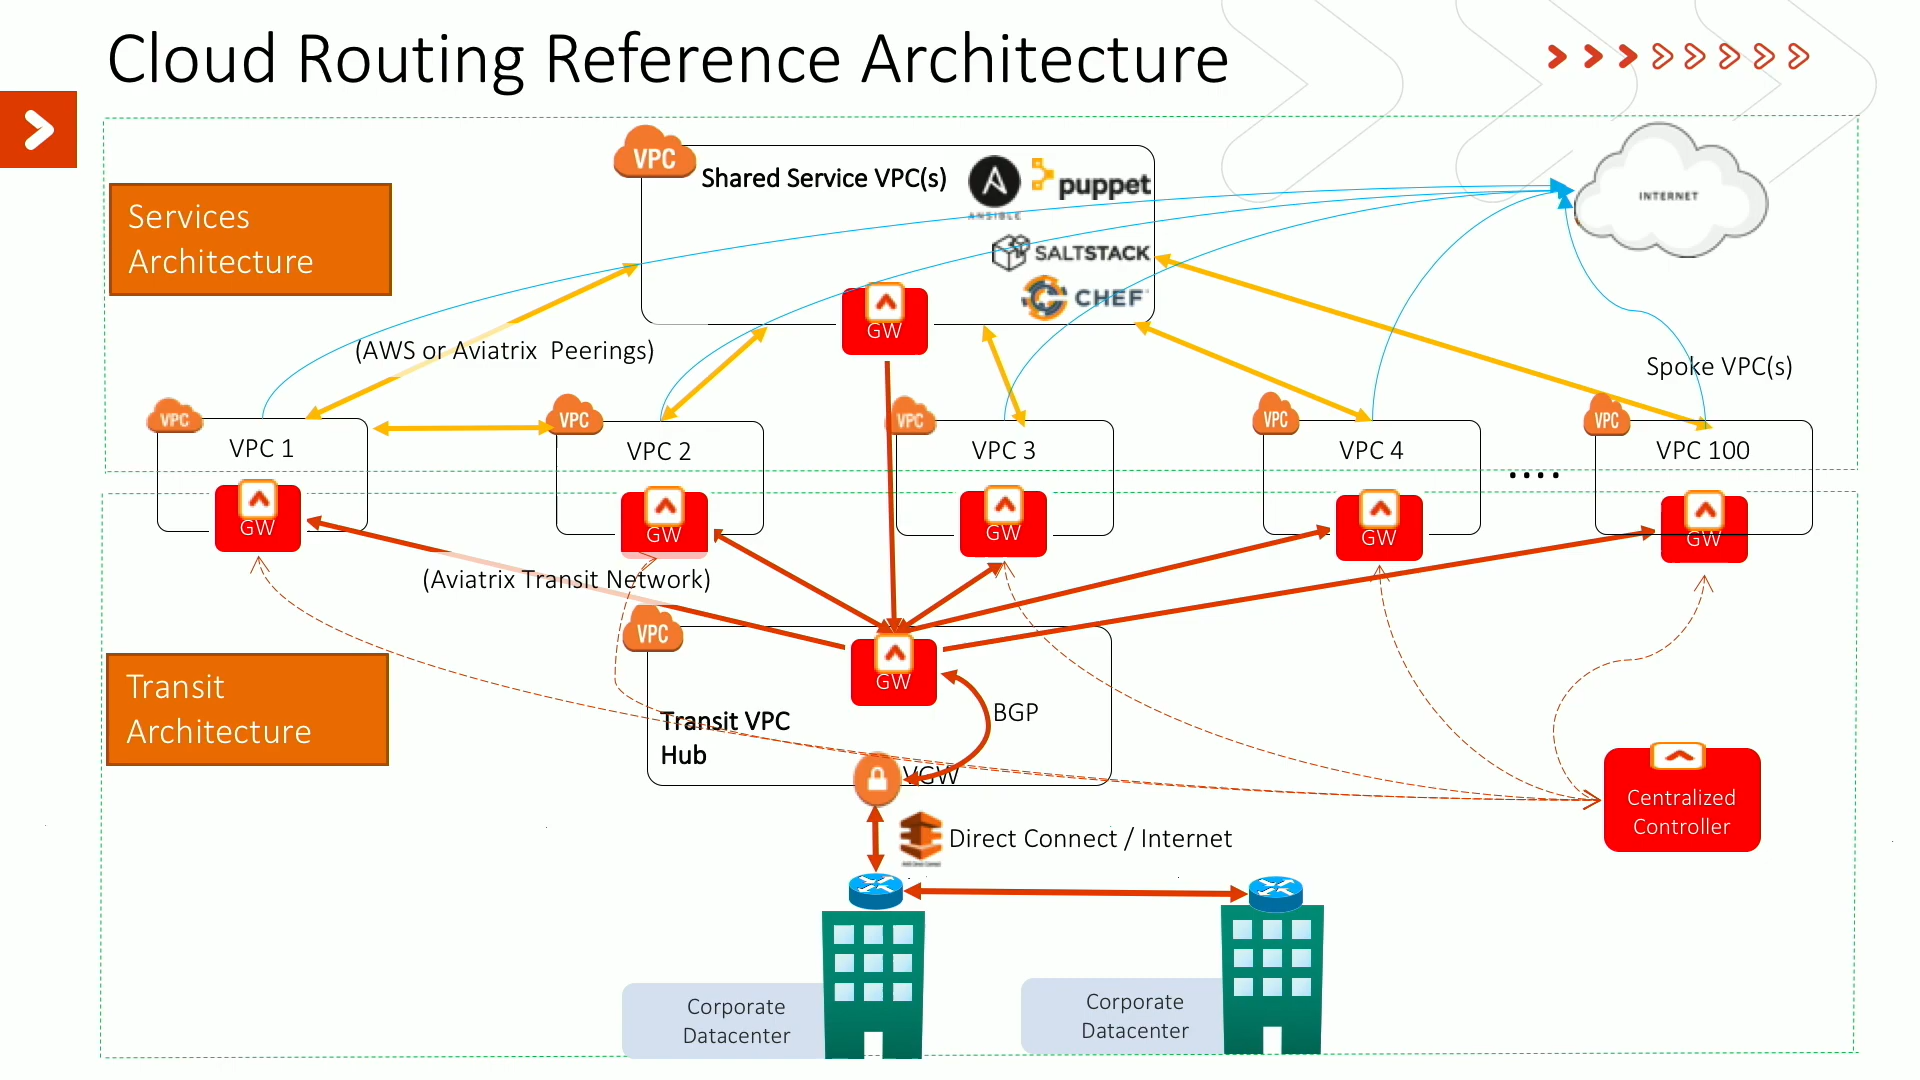 Cloud Routing Reference Architecture
Services
Architecture
VPC
Shared Service VPC(s)
ANSIBLE
puppet
SALTSTACK
CHEF
INTERNET
GW
(AWS or Aviatrix Peerings)
Spoke VPC(s)
VPC
VPC 1
VPC
VPC 2
VPC
VPC 3
VPC
VPC 4
....
VPC
VPC 100
GW
GW
GW
GW
GW
(Aviatrix Transit Network)
Transit
Architecture
VPC
GW
BGP
Transit VPC
Hub
VGW
Centralized
Controller
Direct Connect / Internet
Corporate
Datacenter
Corporate
Datacenter